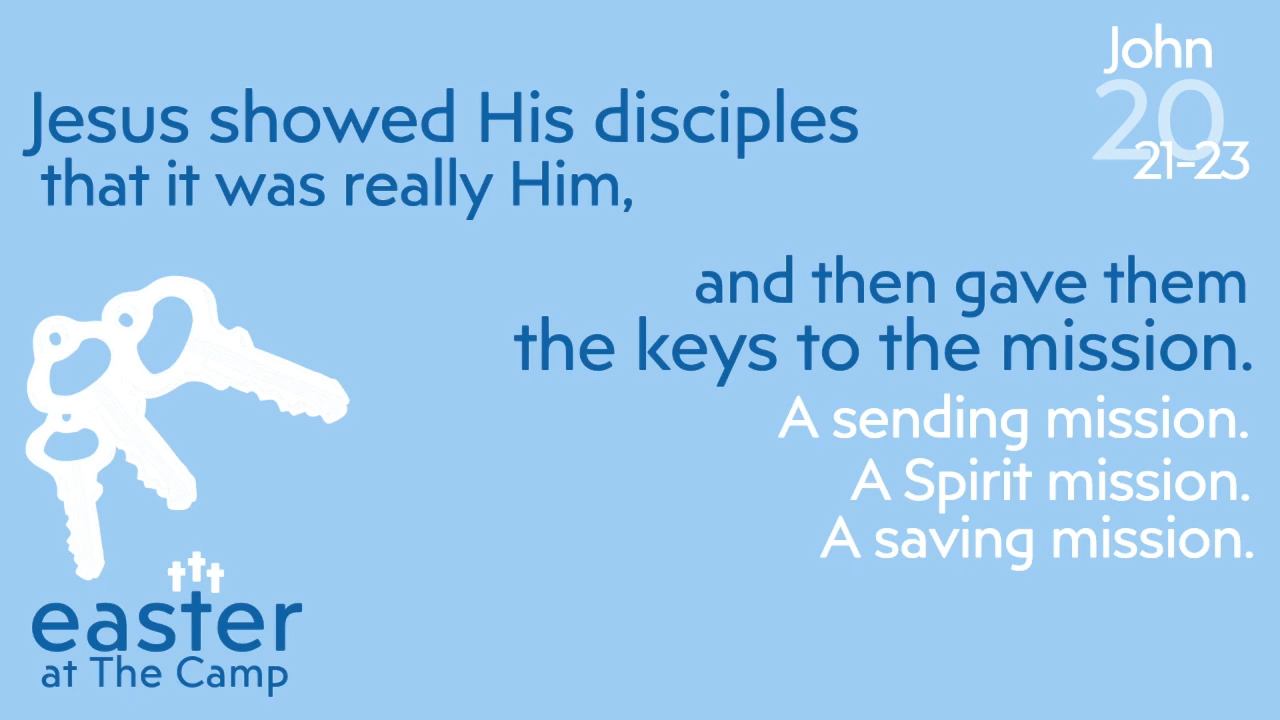 John
20
21-23
Jesus showed His disciples
that it was really Him,
and then gave them
the keys to the mission.
A sending mission.
A Spirit mission.
A saving mission.
easter
at The Camp